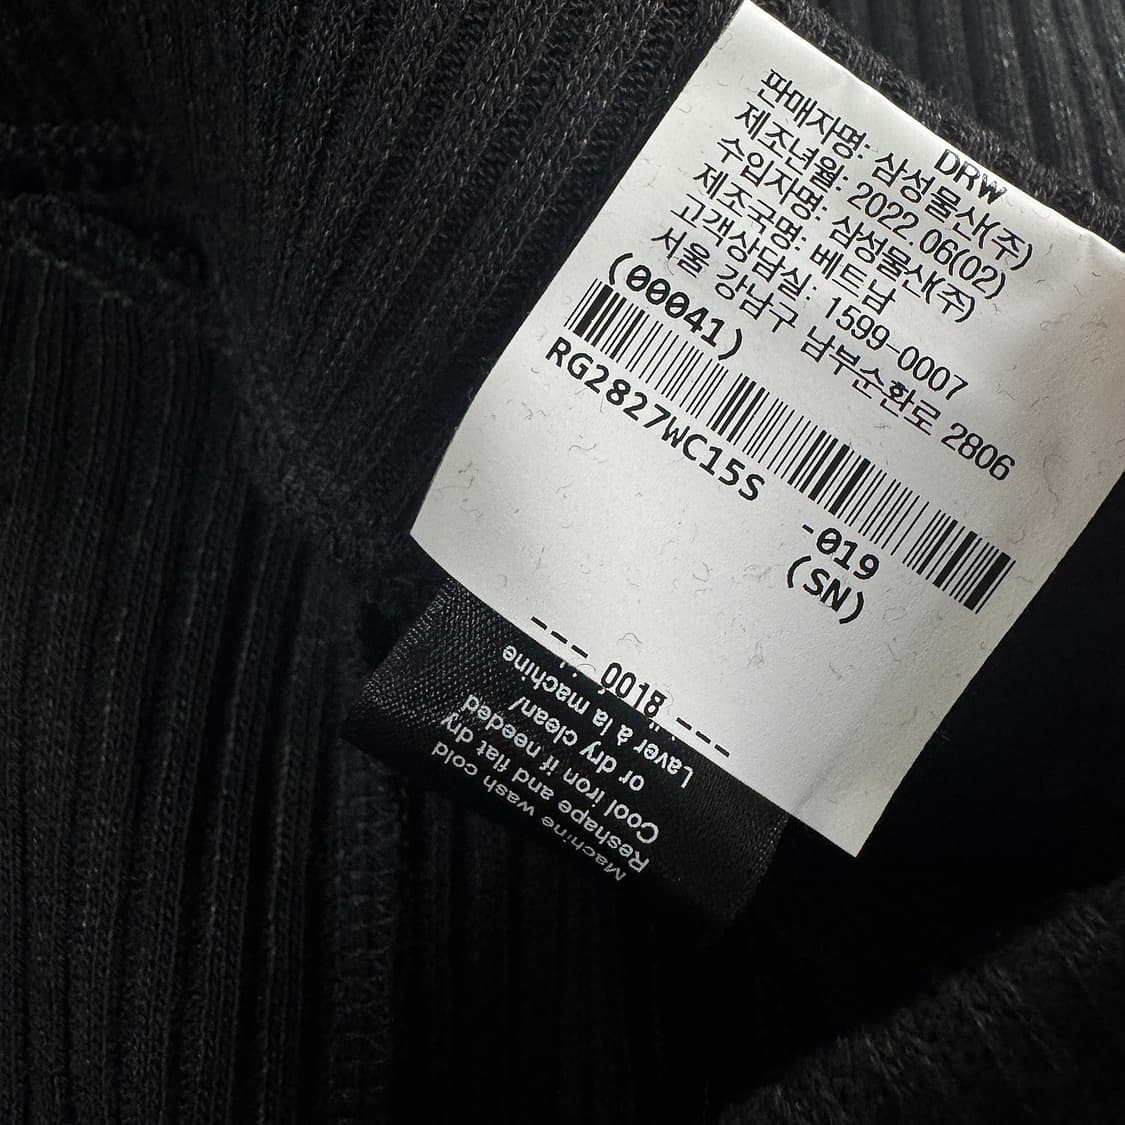 DRW
판매자명: 삼성물산(주)
제조년월: 2022.06(02)
수입자명: 삼성물산(주)
제조국명: 베트남
고객상담실: 1599-0007
서울 강남구 남부순환로 2806
(00041)
RG2827WC15S
-019
(SN)
--- 0018 ---
Machine wash cold
Reshape and flat dry
Cool iron if needed
or dry clean/
Laver à la machine